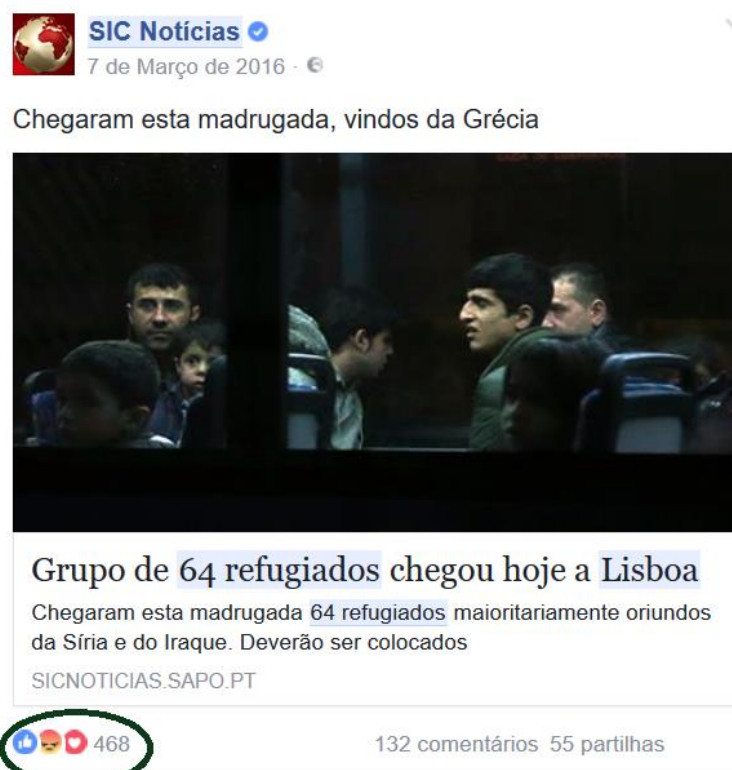 SIC Notícias
7 de Março de 2016 ·
Chegaram esta madrugada, vindos da Grécia
Grupo de 64 refugiados chegou hoje a Lisboa
Chegaram esta madrugada 64 refugiados maioritariamente oriundos
da Síria e do Iraque. Deverão ser colocados
SICNOTICIAS.SAPO.PT
468 132 comentários 55 partilhas